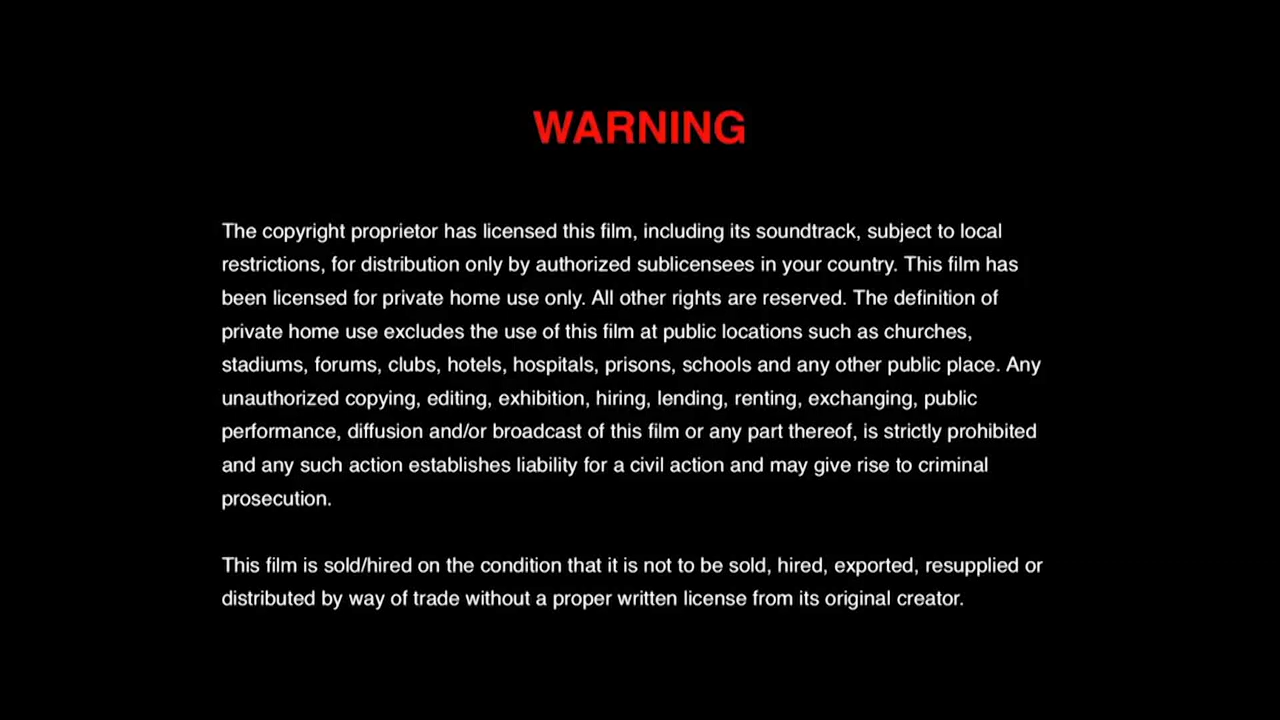 WARNING
The copyright proprietor has licensed this film, including its soundtrack, subject to local
restrictions, for distribution only by authorized sublicensees in your country. This film has
been licensed for private home use only. All other rights are reserved. The definition of
private home use excludes the use of this film at public locations such as churches,
stadiums, forums, clubs, hotels, hospitals, prisons, schools and any other public place. Any
unauthorized copying, editing, exhibition, hiring, lending, renting, exchanging, public
performance, diffusion and/or broadcast of this film or any part thereof, is strictly prohibited
and any such action establishes liability for a civil action and may give rise to criminal
prosecution.
This film is sold/hired on the condition that it is not to be sold, hired, exported, resupplied or
distributed by way of trade without a proper written license from its original creator.